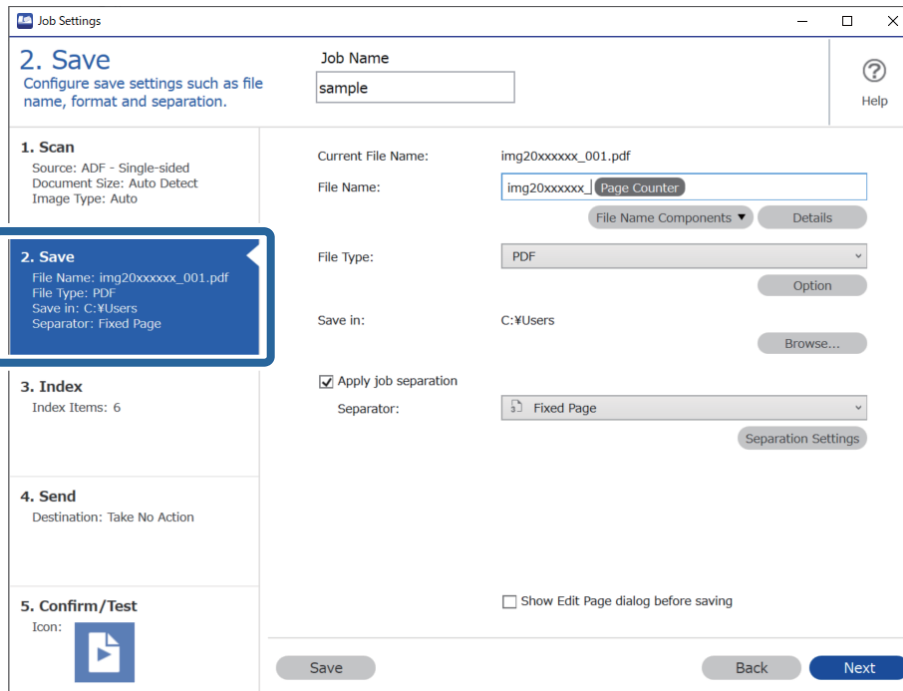 Job Settings
2. Save
Configure save settings such as file
name, format and separation.
Job Name
sample
Help
1. Scan
Source: ADF - Single-sided
Document Size: Auto Detect
Image Type: Auto
2. Save
File Name: img20xxxxxx_001.pdf
File Type: PDF
Save in: C:¥Users
Separator: Fixed Page
3. Index
Index Items: 6
4. Send
Destination: Take No Action
5. Confirm/Test
Icon:
Current File Name: img20xxxxxx_001.pdf
File Name: img20xxxxxx_ Page Counter
File Name Components ▼ Details
File Type: PDF
Option
Save in: C:¥Users
Browse...
Apply job separation
Separator: Fixed Page
Separation Settings
Show Edit Page dialog before saving
Save Back Next